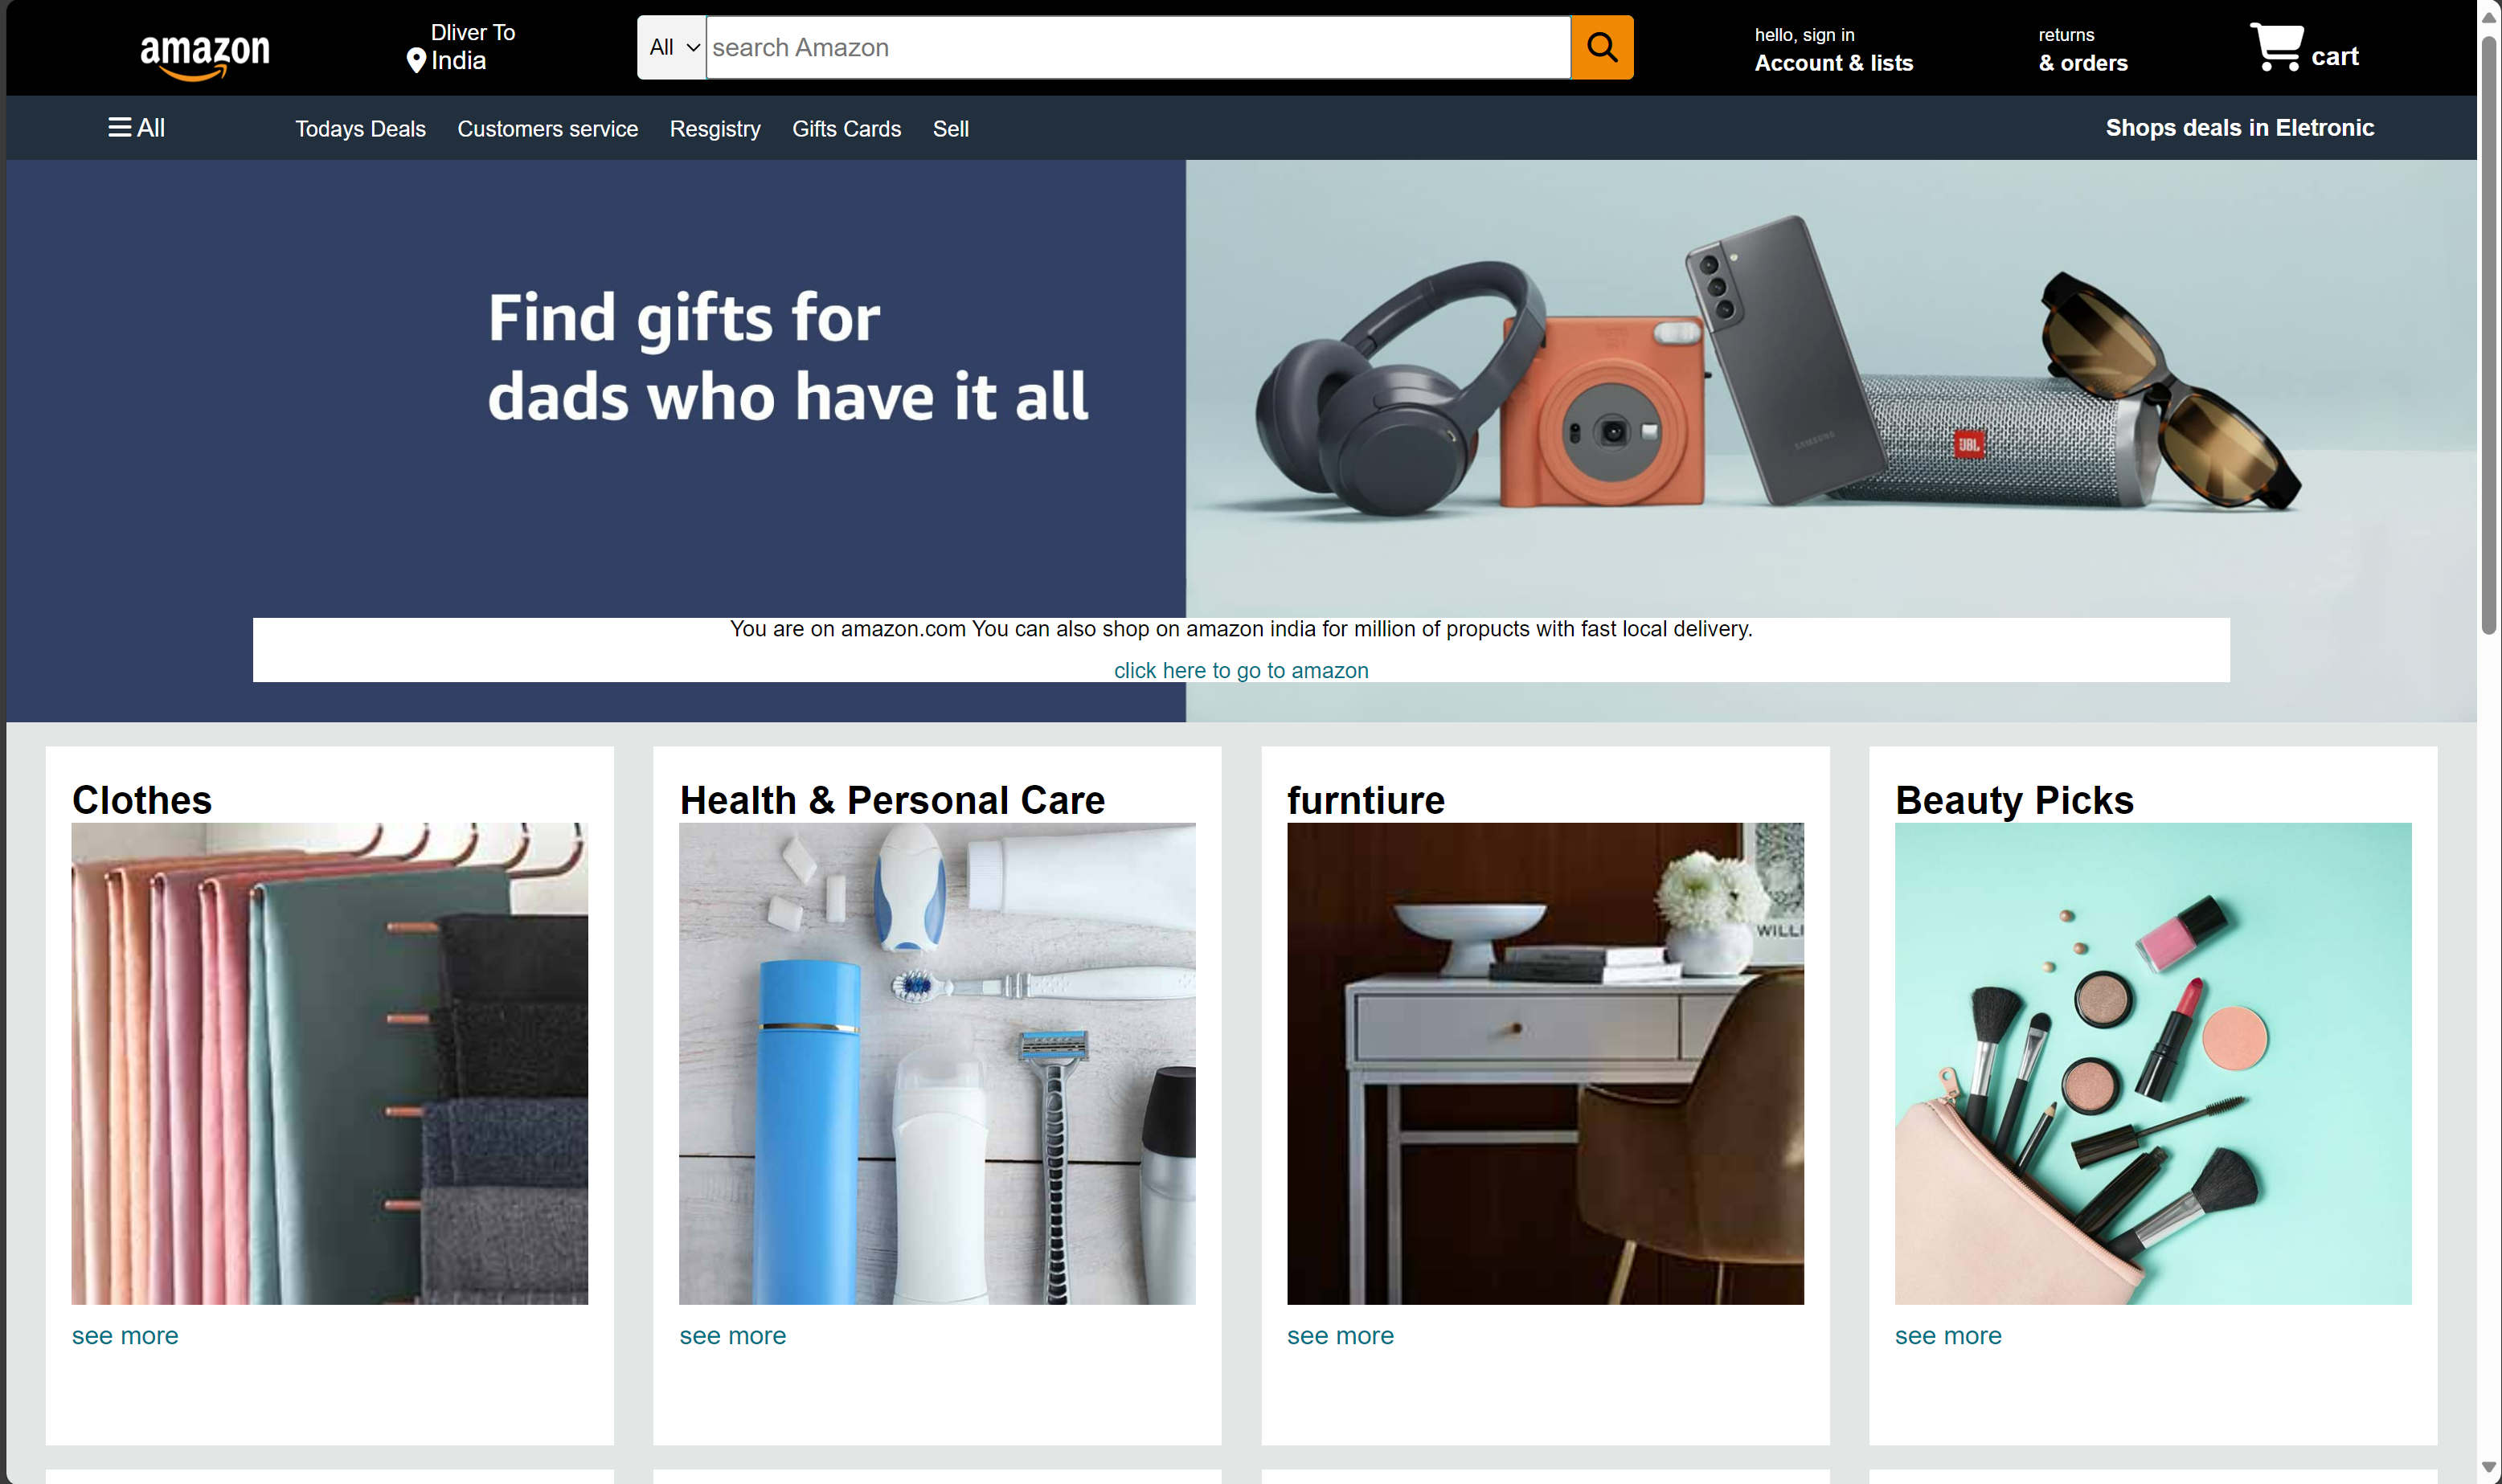 amazon
Dliver To
India
All
search Amazon
hello, sign in
Account & lists
returns
& orders
cart
All
Todays Deals
Customers service
Resgistry
Gifts Cards
Sell
Shops deals in Eletronic
Find gifts for
dads who have it all
SAMSUNG
JBL
You are on amazon.com You can also shop on amazon india for million of propucts with fast local delivery.
click here to go to amazon
Clothes
Health & Personal Care
furntiure
Beauty Picks
WILLI
see more
see more
see more
see more